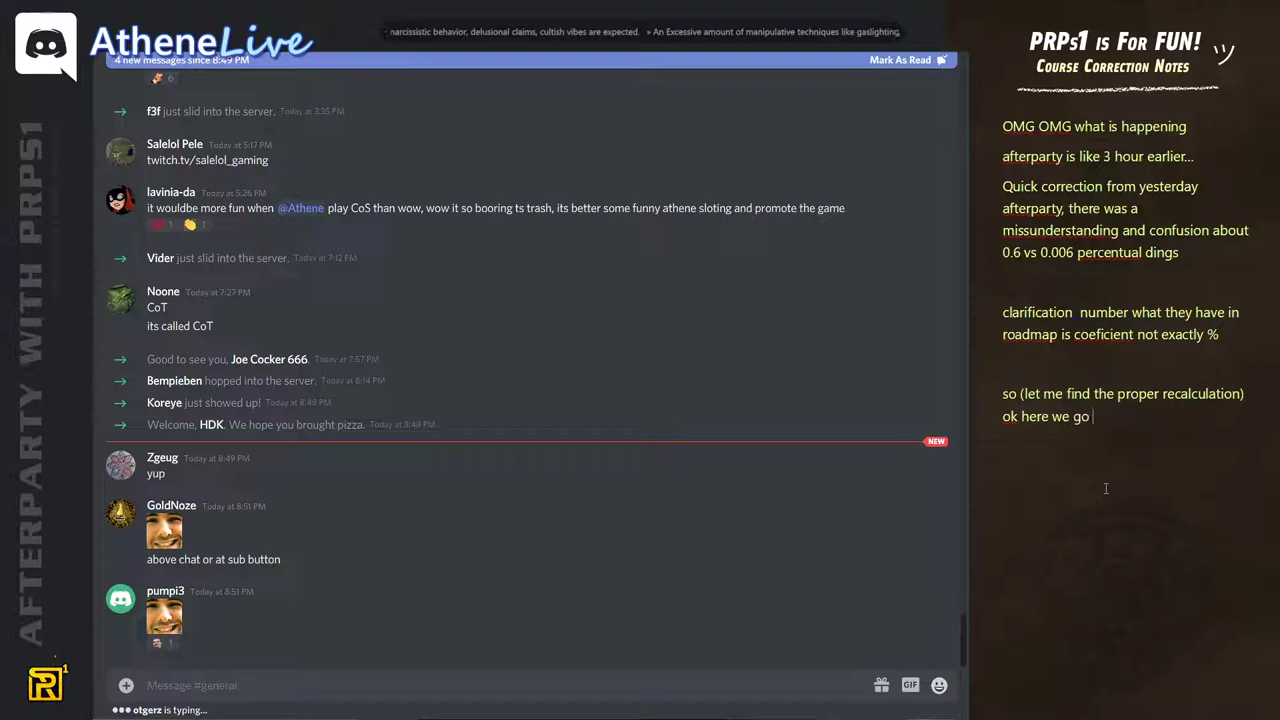 AtheneLive
narcissistic behavior, delusional claims, cultish vibes are expected. » An Excessive amount of manipulative techniques like gaslighting,
4 new messages since 8:49 PM
Mark As Read
6
f3f just slid into the server. Today at 3:35 PM
Salelol Pele Today at 5:17 PM
twitch.tv/salelol_gaming
lavinia-da Today at 5:26 PM
it wouldbe more fun when @Athene play CoS than wow, wow it so booring ts trash, its better some funny athene sloting and promote the game
1 1
Vider just slid into the server. Today at 7:12 PM
Noone Today at 7:27 PM
CoT
its called CoT
Good to see you, Joe Cocker 666. Today at 7:57 PM
Bempieben hopped into the server. Today at 8:14 PM
Koreye just showed up! Today at 8:48 PM
Welcome, HDK. We hope you brought pizza. Today at 8:48 PM
NEW
Zgeug Today at 8:49 PM
yup
GoldNoze Today at 8:51 PM
above chat or at sub button
pumpi3 Today at 8:51 PM
1
Message #general
GIF
otgerz is typing...
AFTERPARTY WITH PRPS1
R1
PRPs1 is For FUN!
Course Correction Notes
OMG OMG what is happening
afterparty is like 3 hour earlier...
Quick correction from yesterday
afterparty, there was a
missunderstanding and confusion about
0.6 vs 0.006 percentual dings
clarification number what they have in
roadmap is coeficient not exactly %
so (let me find the proper recalculation)
ok here we go